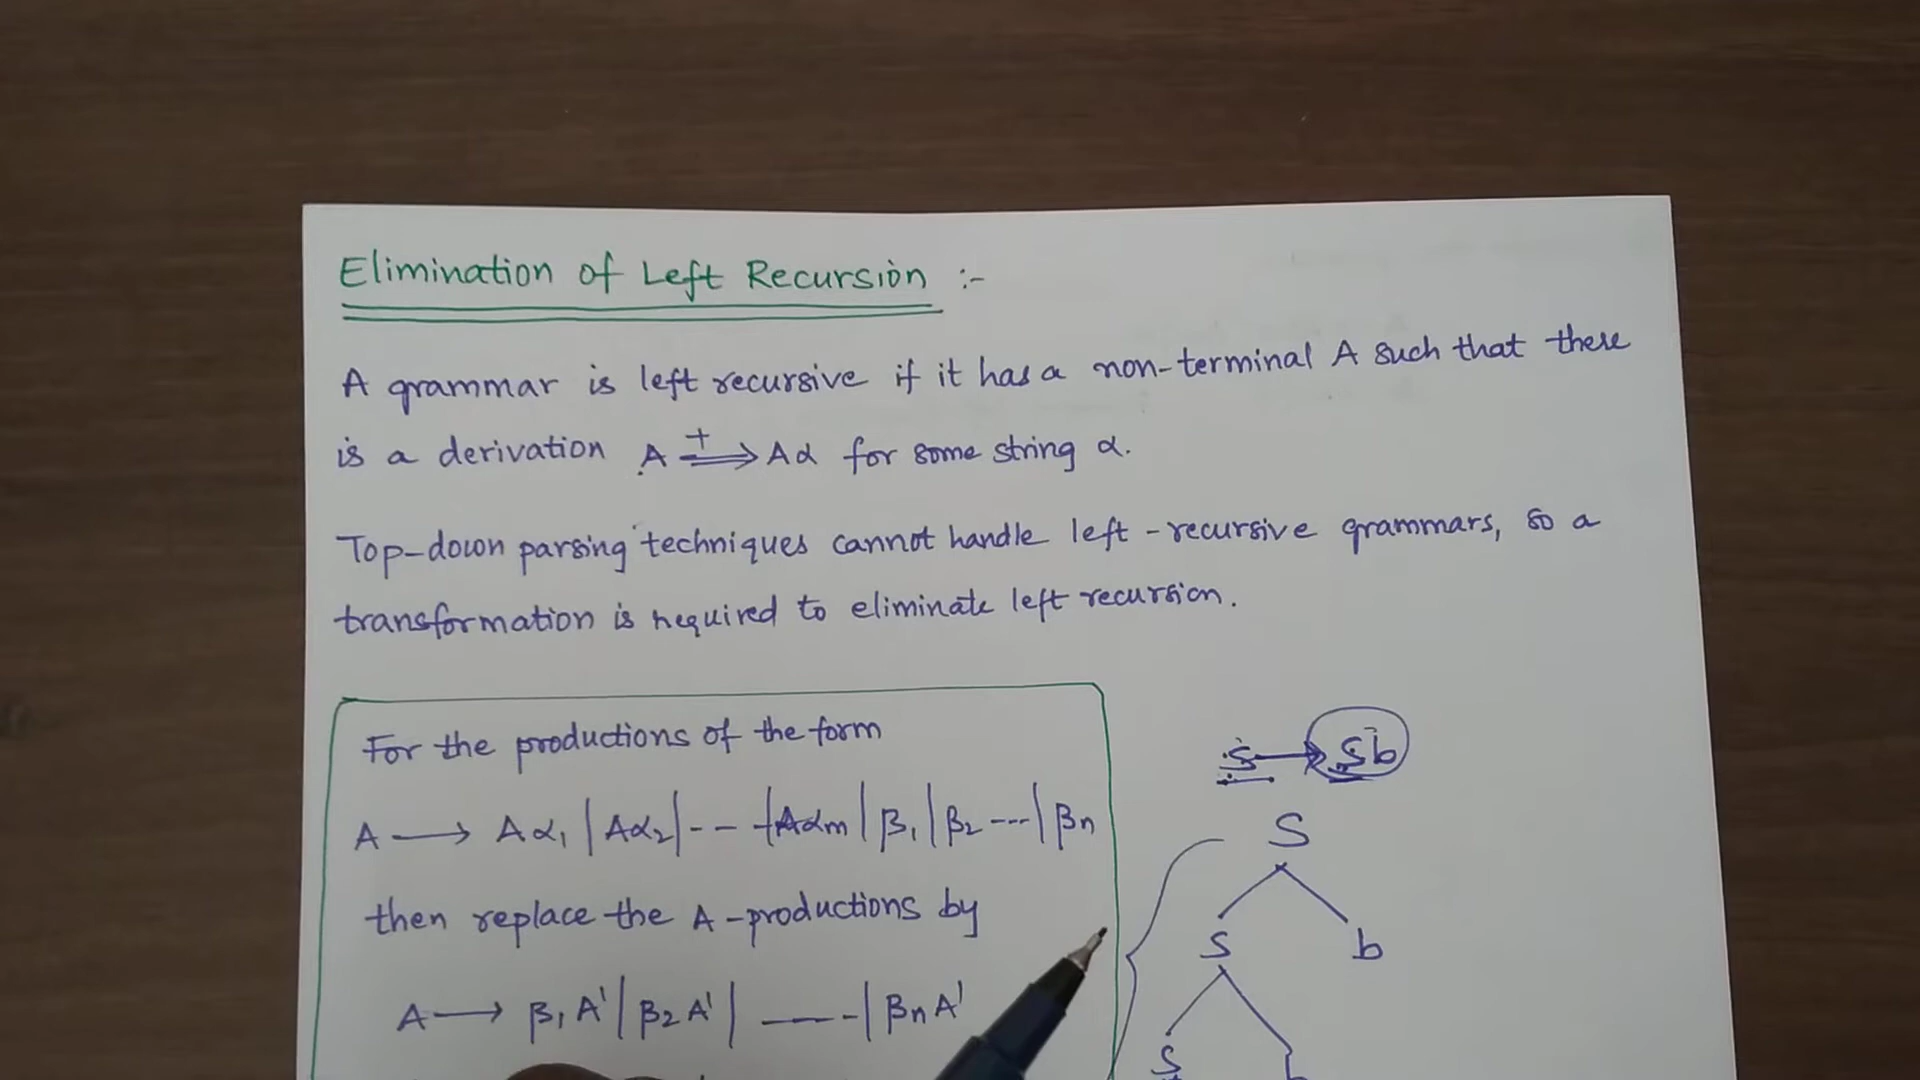 Elimination of Left Recursion :-
A grammar is left recursive if it has a non-terminal A such that there
is a derivation A =+=> Aα for some string α.
Top-down parsing techniques cannot handle left-recursive grammars, so a
transformation is required to eliminate left recursion.
For the productions of the form
A ⟶ Aα₁ | Aα₂ | -- - | Aαm | β₁ | β₂ --- | βn
then replace the A-productions by
A ⟶ β₁A' | β₂A' | ---- | βnA'
S ⟶ Sb
S
S b
S